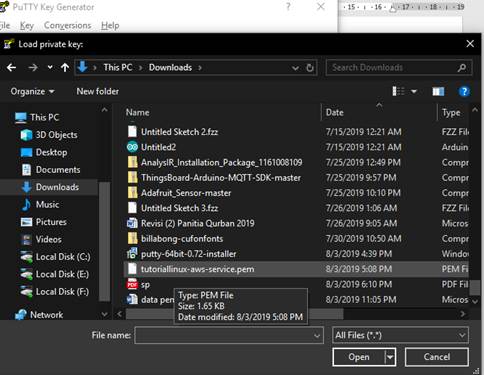 PuTTY Key Generator
File Key Conversions Help
15 16 17 18 19
Load private key:
This PC Downloads
Search Downloads
Organize New folder
Name Date Type
This PC
3D Objects
Desktop
Documents
Downloads
Music
Pictures
Videos
Local Disk (C:)
Local Disk (E:)
Local Disk (F:)
Network
Untitled Sketch 2.fzz 7/15/2019 12:21 AM FZZ File
Untitled2 7/15/2019 12:21 AM Arduin
AnalysIR_Installation_Package_1161008109 7/25/2019 12:49 PM Compr
ThingsBoard-Arduino-MQTT-SDK-master 7/25/2019 9:57 PM Compr
Adafruit_Sensor-master 7/25/2019 10:10 PM Compr
Untitled Sketch 3.fzz 7/26/2019 1:06 AM FZZ File
Revisi (2) Panitia Qurban 2019 7/26/2019 9:05 AM Micros
billabong-cufonfonts 7/30/2019 10:50 AM Compr
putty-64bit-0.72-installer 8/3/2019 4:39 PM Window
tutoriallinux-aws-service.pem 8/3/2019 5:08 PM PEM Fi
sp 8/3/2019 6:10 PM PDF Fil
data pen 8/3/2019 11:05 PM Micros
Type: PEM File
Size: 1.65 KB
Date modified: 8/3/2019 5:08 PM
File name:
All Files (*.*)
Open Cancel